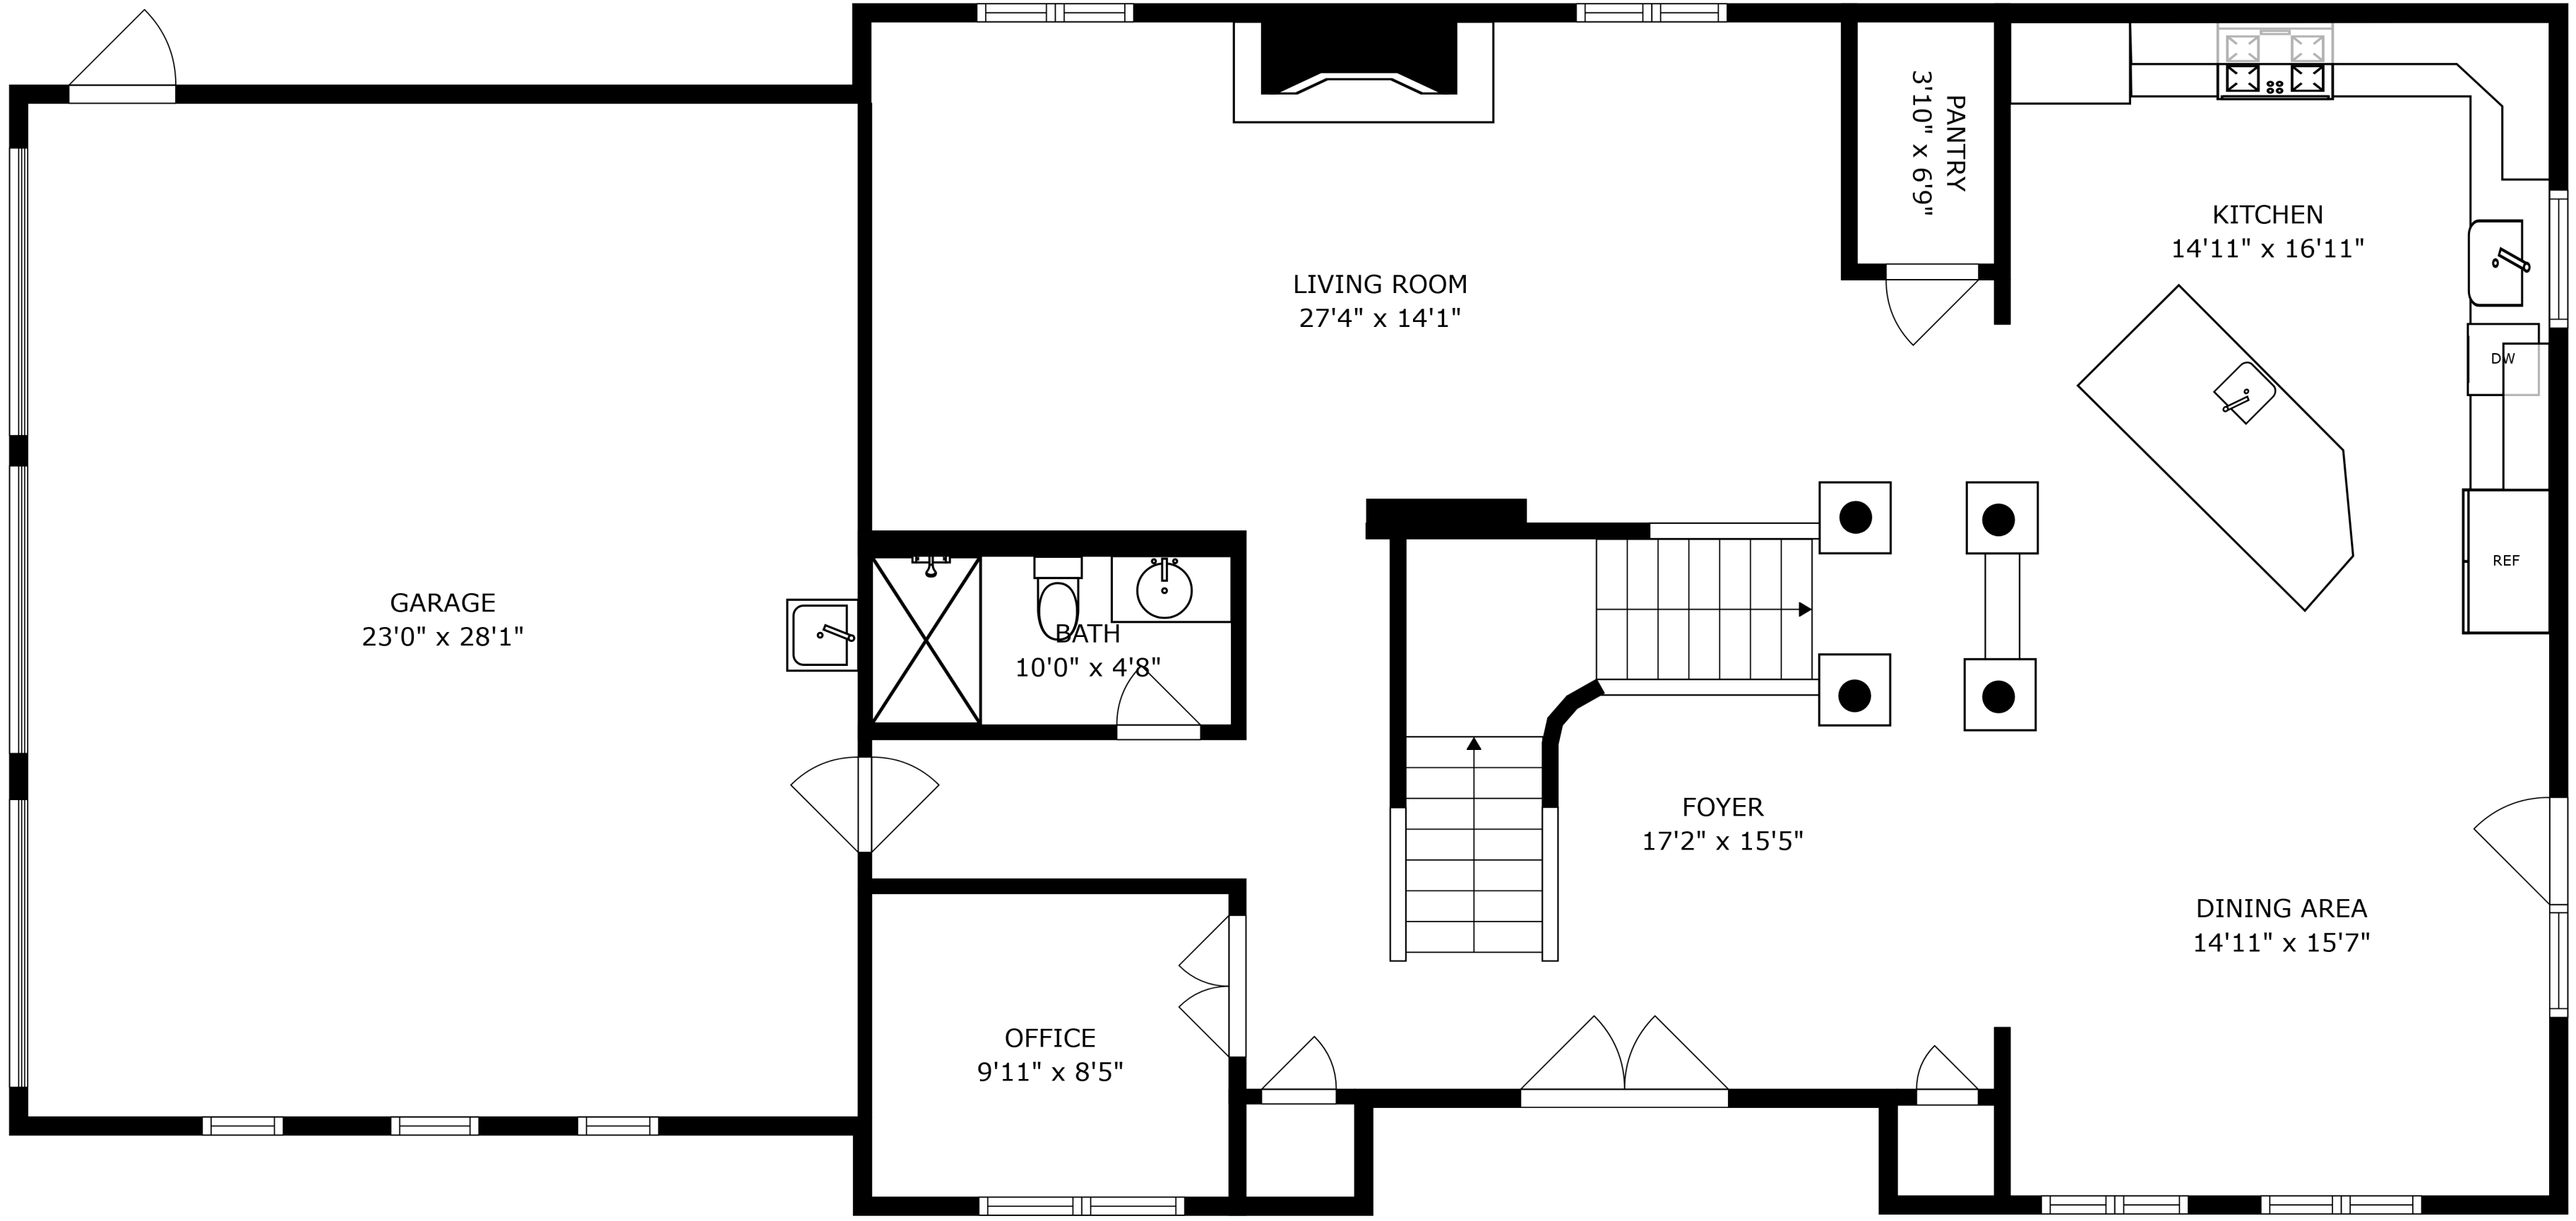 PANTRY
3'10" x 6'9"
KITCHEN
14'11" x 16'11"
LIVING ROOM
27'4" x 14'1"
DW
REF
GARAGE
23'0" x 28'1"
BATH
10'0" x 4'8"
FOYER
17'2" x 15'5"
DINING AREA
14'11" x 15'7"
OFFICE
9'11" x 8'5"